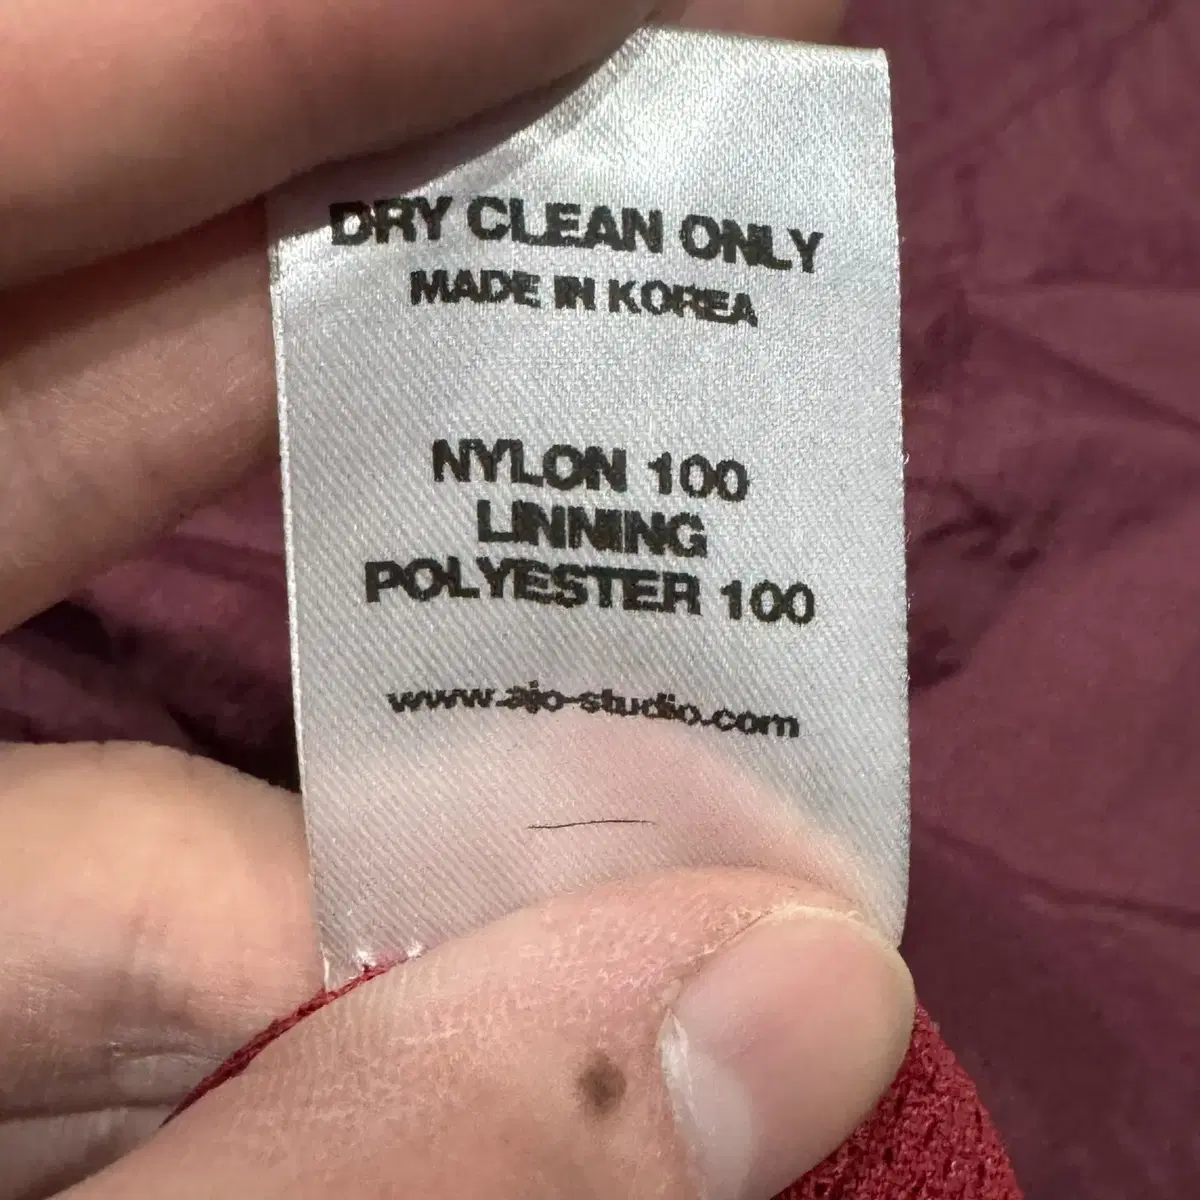 DRY CLEAN ONLY
MADE IN KOREA
NYLON 100
LINNING
POLYESTER 100
www.ajo-studio.com